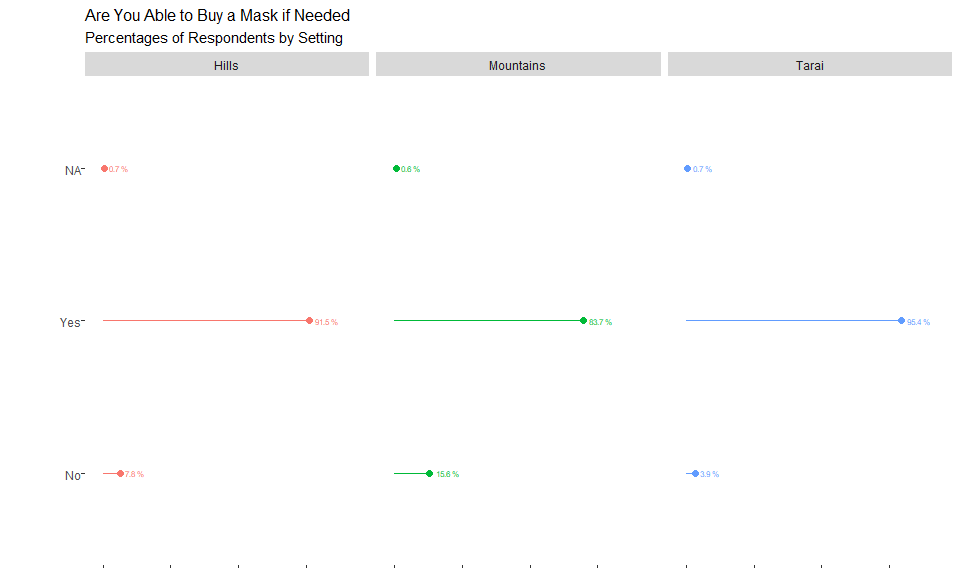 Are You Able to Buy a Mask if Needed
Percentages of Respondents by Setting
Hills Mountains Tarai
NA 0.7 % 0.6 % 0.7 %
Yes 91.5 % 83.7 % 95.4 %
No 7.8 % 15.6 % 3.9 %